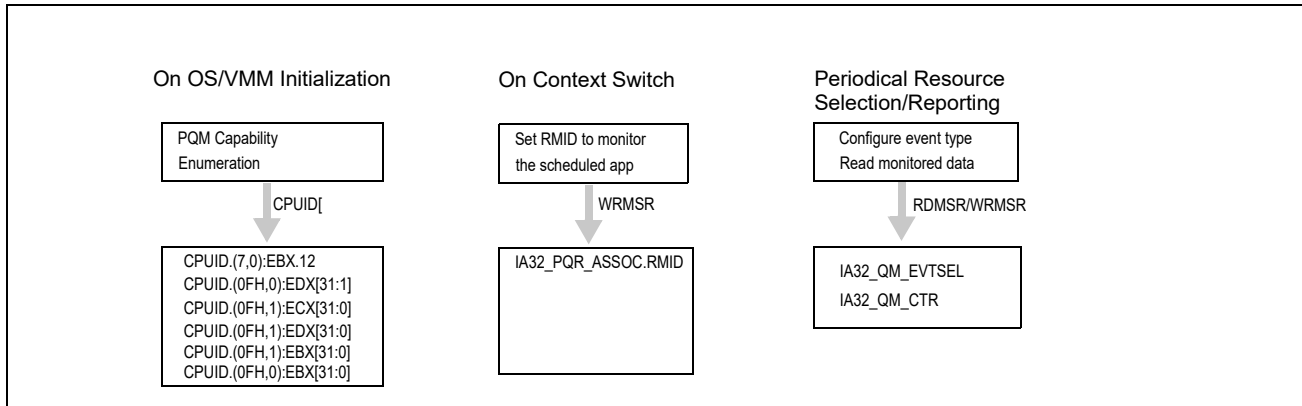 On OS/VMM Initialization
PQM Capability
Enumeration
CPUID[
CPUID.(7,0):EBX.12
CPUID.(0FH,0):EDX[31:1]
CPUID.(0FH,1):ECX[31:0]
CPUID.(0FH,1):EDX[31:0]
CPUID.(0FH,1):EBX[31:0]
CPUID.(0FH,0):EBX[31:0]
On Context Switch
Set RMID to monitor
the scheduled app
WRMSR
IA32_PQR_ASSOC.RMID
Periodical Resource
Selection/Reporting
Configure event type
Read monitored data
RDMSR/WRMSR
IA32_QM_EVTSEL
IA32_QM_CTR